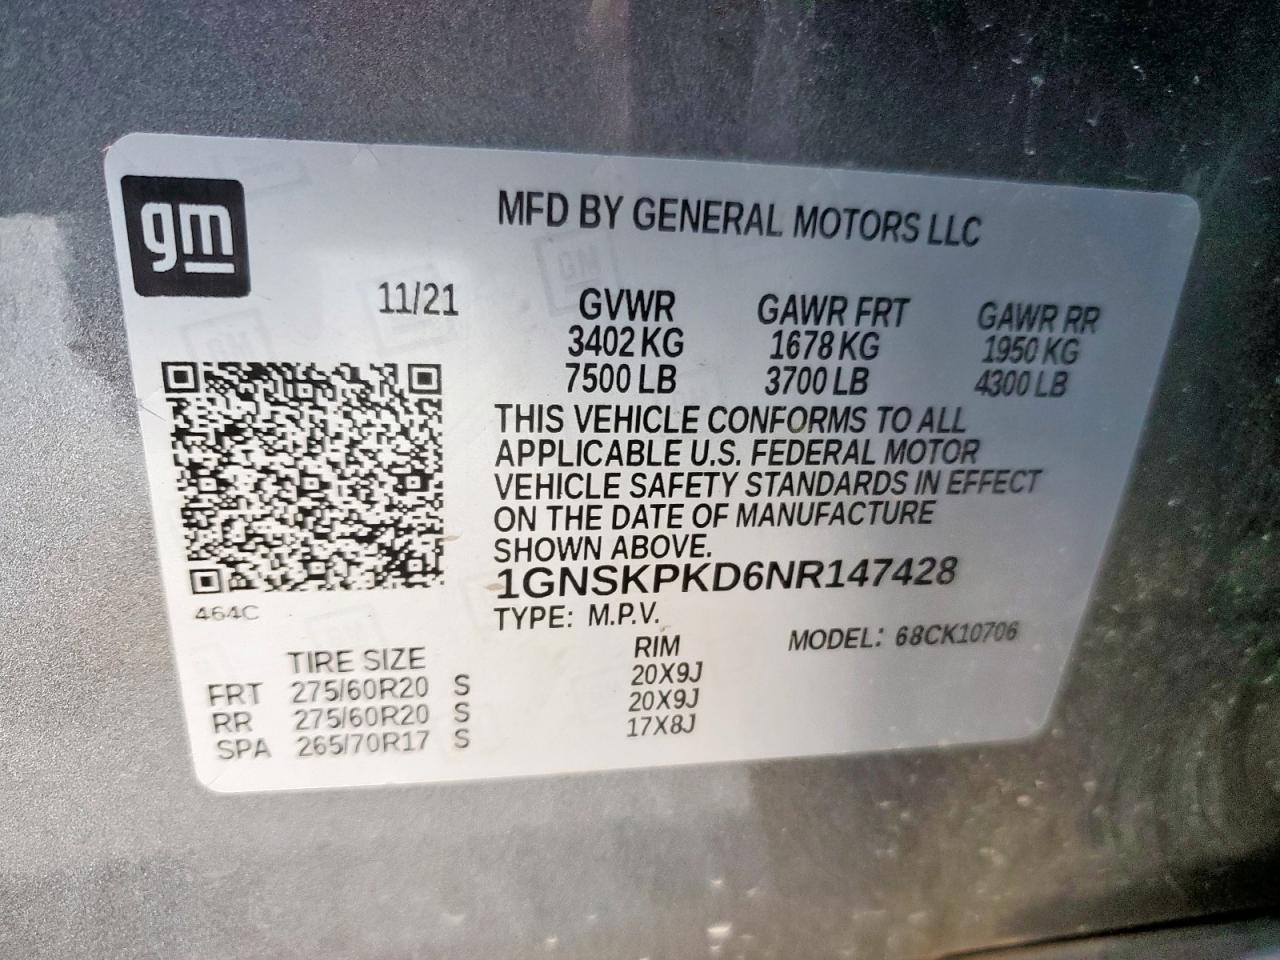 gm
MFD BY GENERAL MOTORS LLC
11/21 GVWR GAWR FRT GAWR RR
3402 KG 1678 KG 1950 KG
7500 LB 3700 LB 4300 LB
THIS VEHICLE CONFORMS TO ALL
APPLICABLE U.S. FEDERAL MOTOR
VEHICLE SAFETY STANDARDS IN EFFECT
ON THE DATE OF MANUFACTURE
SHOWN ABOVE.
1GNSKPKD6NR147428
464C
TYPE: M.P.V.
MODEL: 68CK10706
TIRE SIZE RIM
FRT 275/60R20 S 20X9J
RR 275/60R20 S 20X9J
SPA 265/70R17 S 17X8J